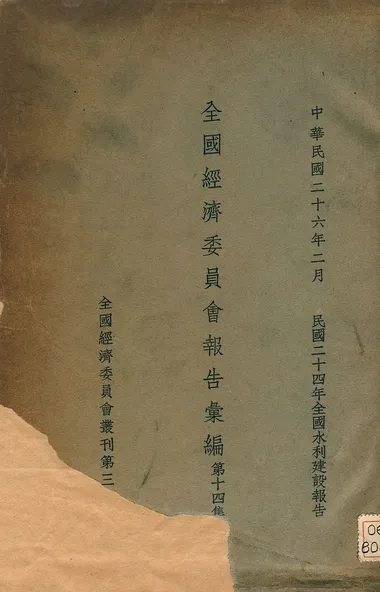 中華民國二十六年二月　民國二十四年全國水利建設報告
全國經濟委員會報告彙編 第十四集
全國經濟委員會叢刊第三
06